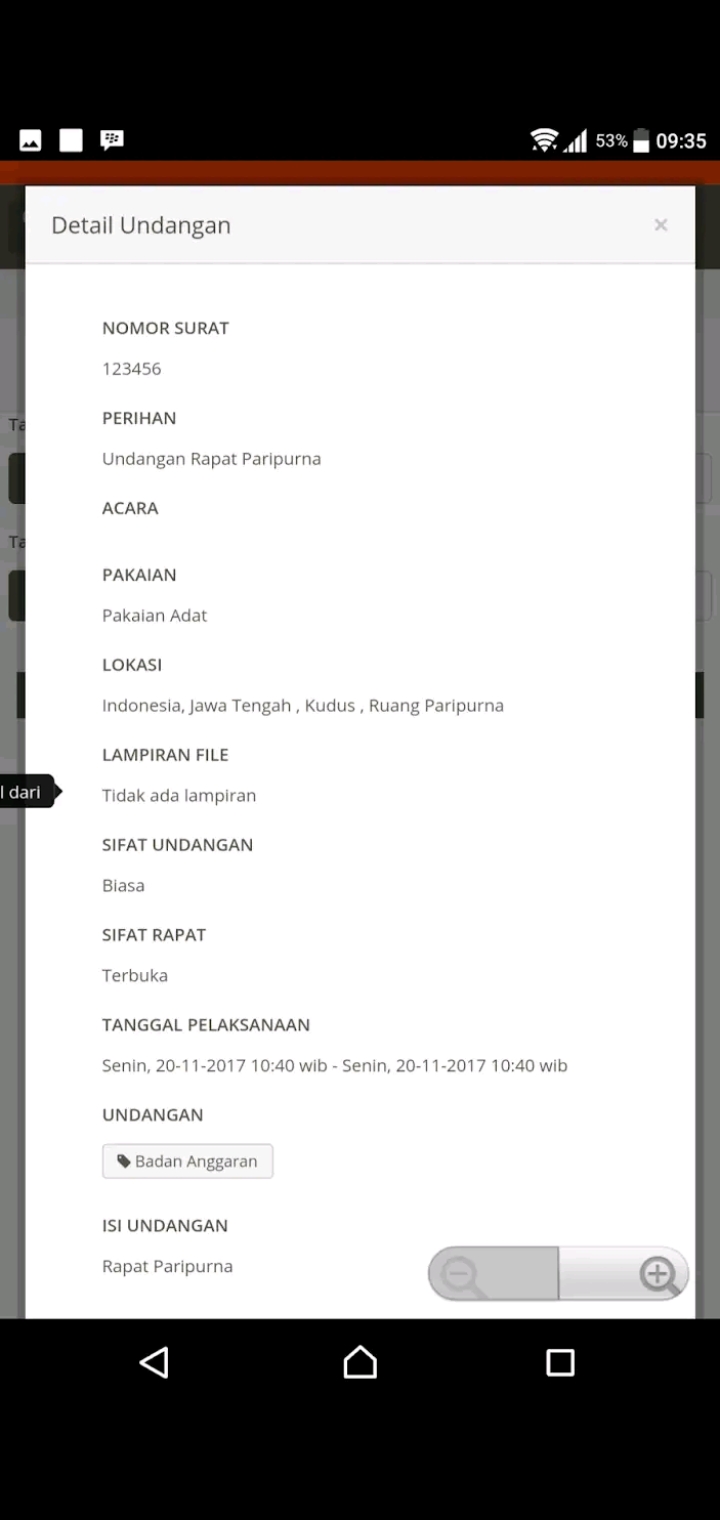 53% 09:35
Detail Undangan ×
NOMOR SURAT
123456
PERIHAN
Ta
Undangan Rapat Paripurna
ACARA
Ta
PAKAIAN
Pakaian Adat
LOKASI
Indonesia, Jawa Tengah , Kudus , Ruang Paripurna
LAMPIRAN FILE
l dari
Tidak ada lampiran
SIFAT UNDANGAN
Biasa
SIFAT RAPAT
Terbuka
TANGGAL PELAKSANAAN
Senin, 20-11-2017 10:40 wib - Senin, 20-11-2017 10:40 wib
UNDANGAN
Badan Anggaran
ISI UNDANGAN
Rapat Paripurna